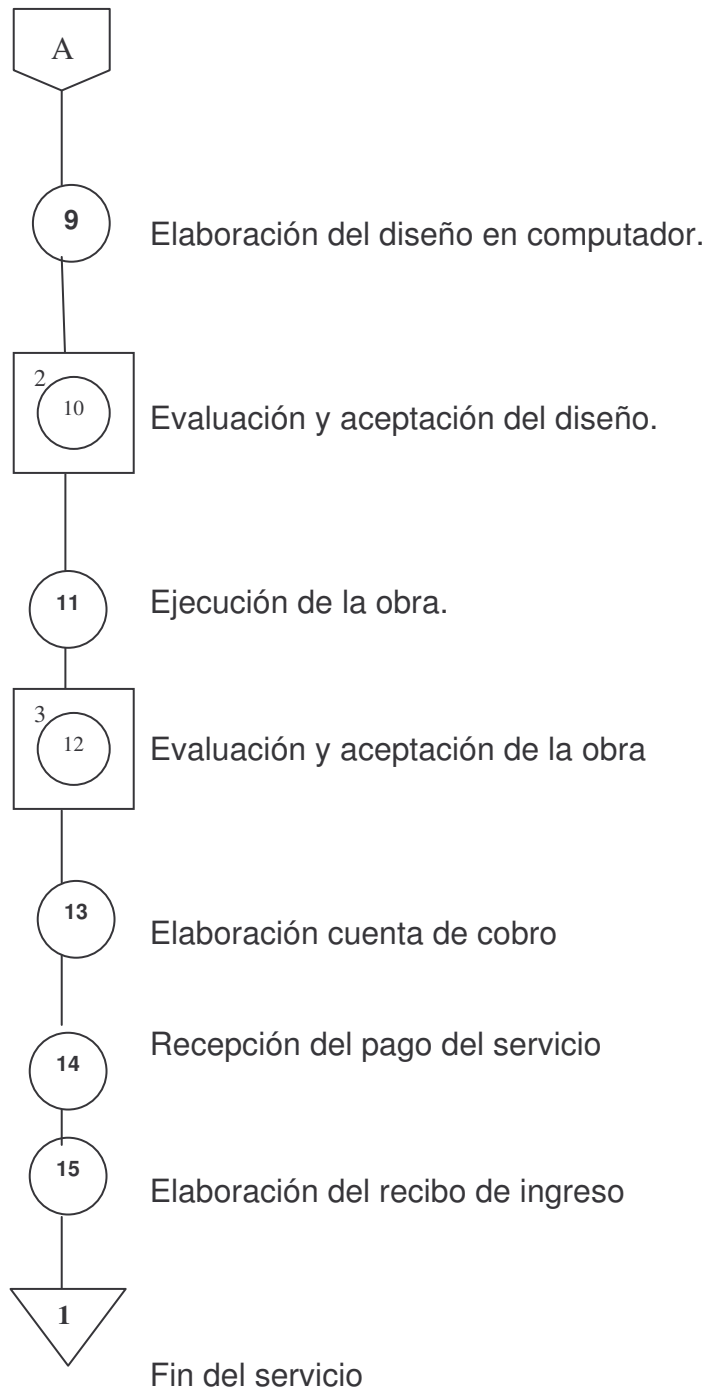 A
9
Elaboración del diseño en computador.
2
10
Evaluación y aceptación del diseño.
11
Ejecución de la obra.
3
12
Evaluación y aceptación de la obra
13
Elaboración cuenta de cobro
14
Recepción del pago del servicio
15
Elaboración del recibo de ingreso
1
Fin del servicio